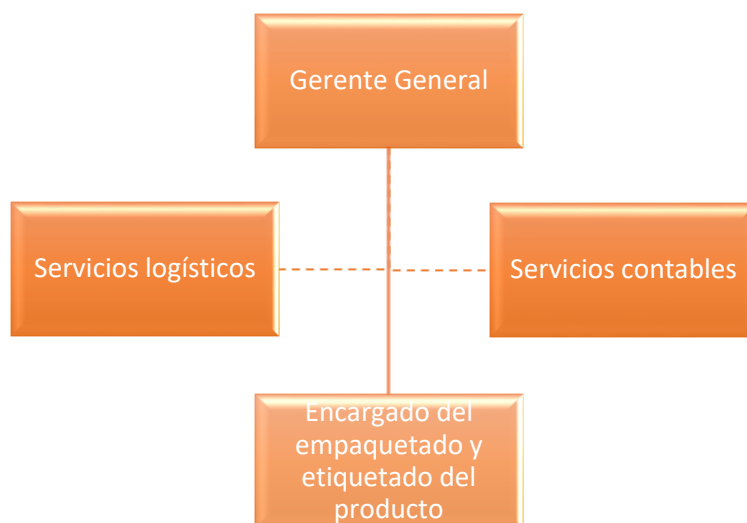 Gerente General
Servicios logísticos
Servicios contables
Encargado del
empaquetado y
etiquetado del
producto